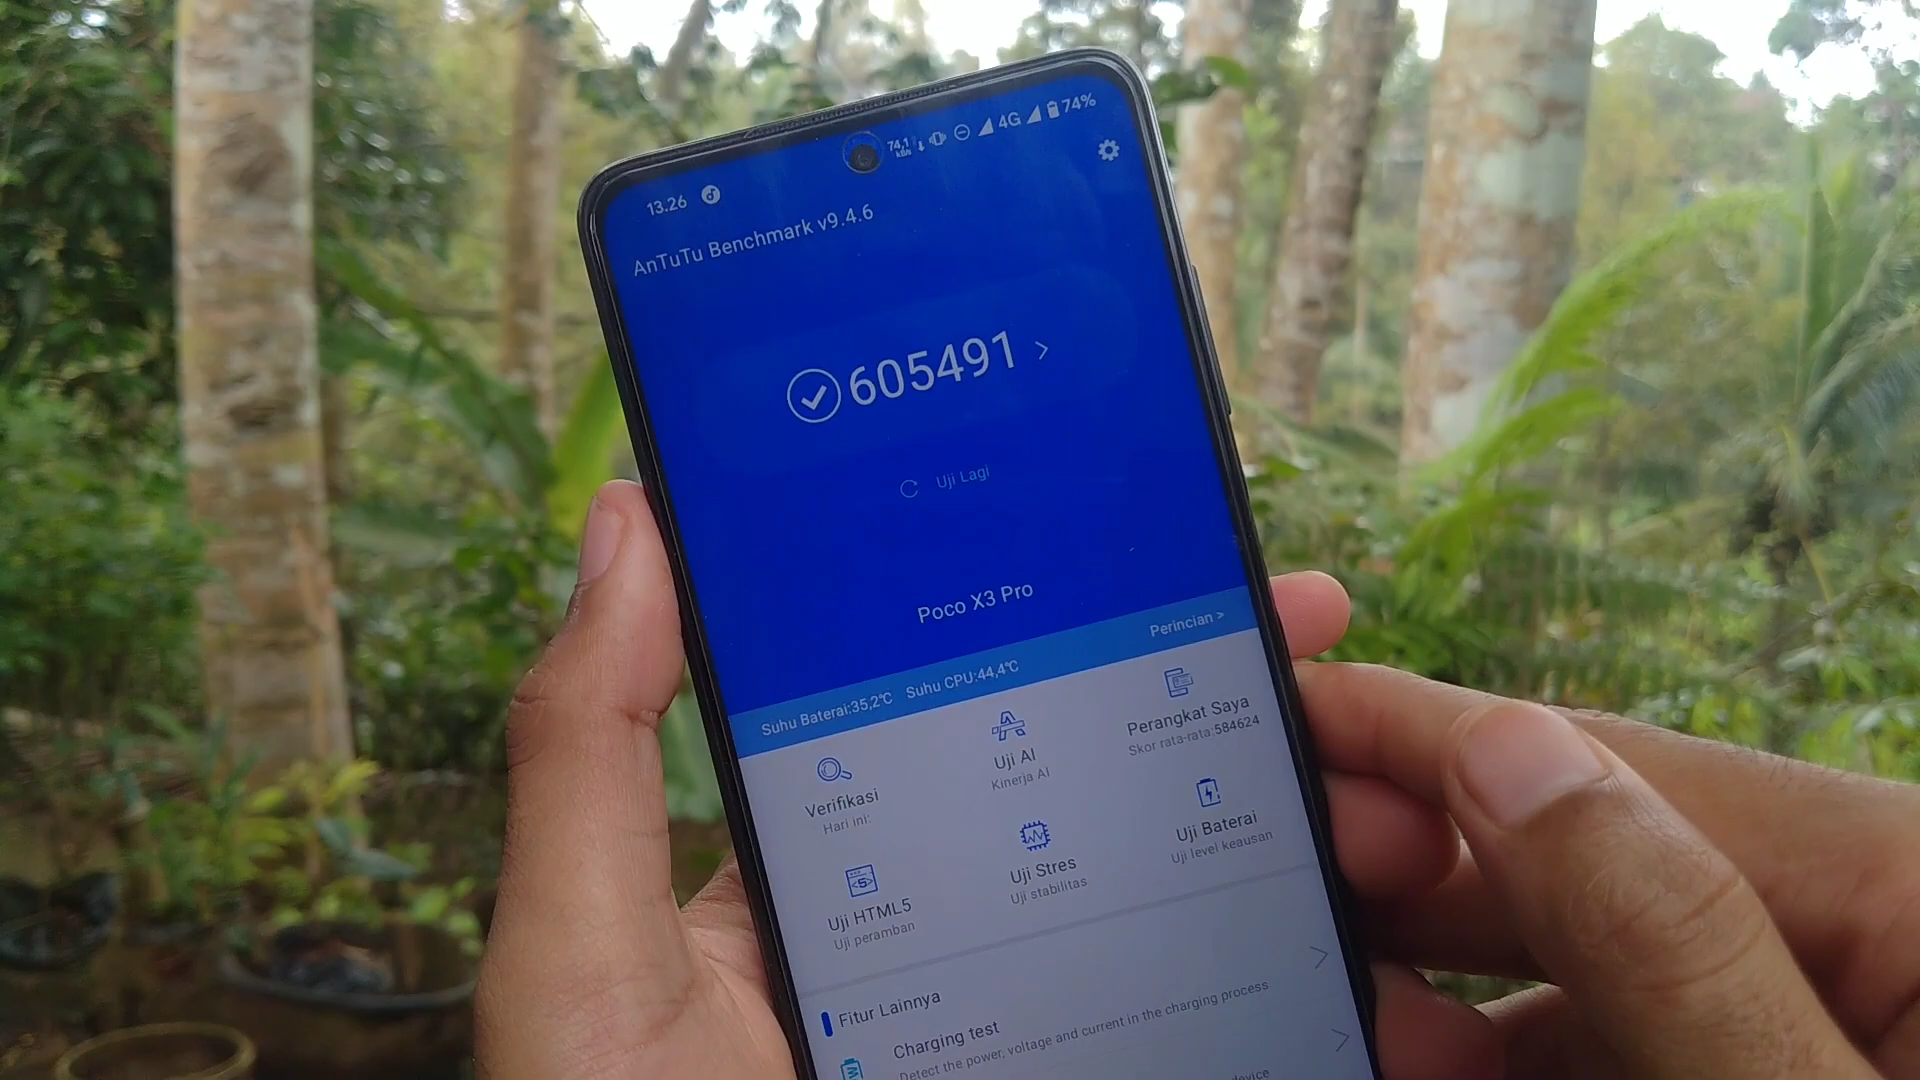 13.26
74,1 kB/s 4G 74%
AnTuTu Benchmark v9.4.6
605491
Uji Lagi
Poco X3 Pro
Suhu Baterai:35,2℃ Suhu CPU:44,4℃ Perincian >
Verifikasi
Hari ini:
Uji AI
Kinerja AI
Perangkat Saya
Skor rata-rata:584624
Uji HTML5
Uji peramban
Uji Stres
Uji stabilitas
Uji Baterai
Uji level keausan
Fitur Lainnya
Charging test
Detect the power, voltage and current in the charging process
device